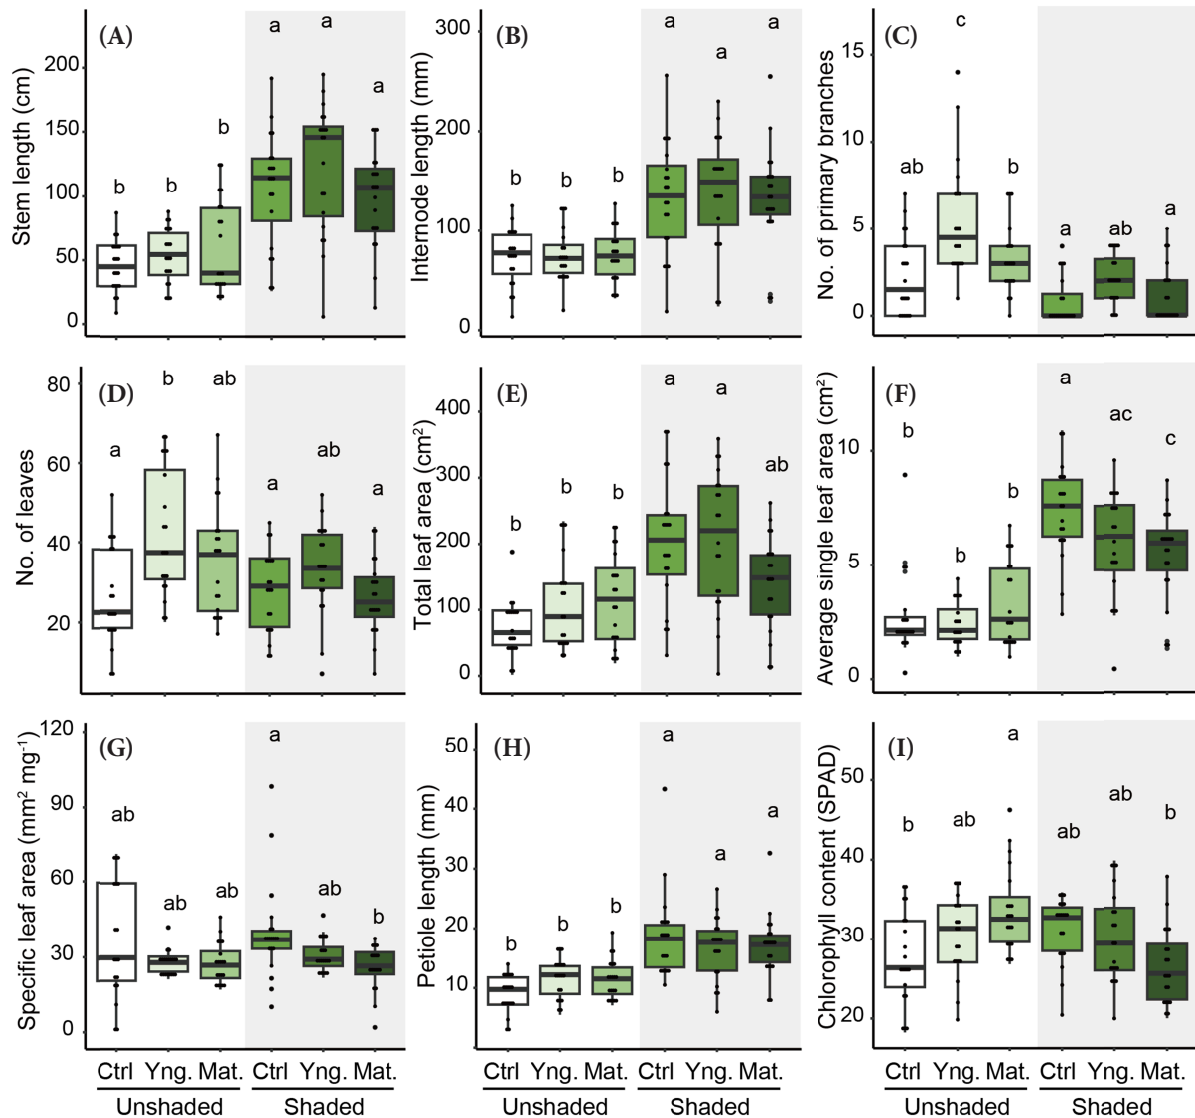 (A)
Stem length (cm)
200
150
100
50
0
b
b
b
a
a
a
(B)
Internode length (mm)
300
200
100
0
b
b
b
a
a
a
(C)
No. of primary branches
15
10
5
0
ab
c
b
a
ab
a
(D)
No. of leaves
80
60
40
20
a
b
ab
a
ab
a
(E)
Total leaf area (cm²)
400
300
200
100
0
b
b
b
a
a
ab
(F)
Average single leaf area (cm²)
10
5
0
b
b
b
a
ac
c
(G)
Specific leaf area (mm² mg⁻¹)
120
90
60
30
0
ab
ab
ab
a
ab
b
(H)
Petiole length (mm)
50
40
30
20
10
b
b
b
a
a
a
(I)
Chlorophyll content (SPAD)
50
40
30
20
b
ab
a
ab
ab
b
Ctrl Yng. Mat. Ctrl Yng. Mat.
Unshaded Shaded
Ctrl Yng. Mat. Ctrl Yng. Mat.
Unshaded Shaded
Ctrl Yng. Mat. Ctrl Yng. Mat.
Unshaded Shaded